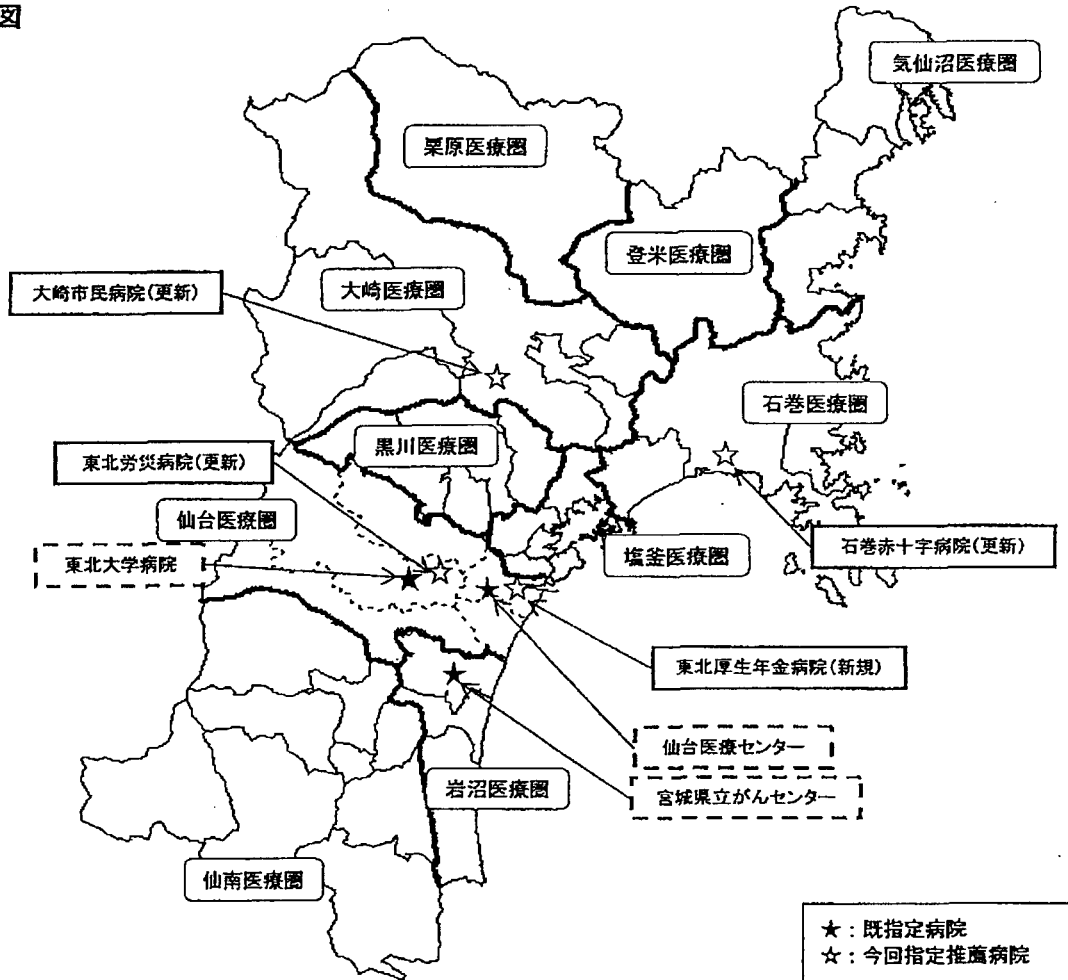 図
気仙沼医療圏
栗原医療圏
登米医療圏
大崎市民病院(更新)
大崎医療圏
石巻医療圏
黒川医療圏
東北労災病院(更新)
仙台医療圏
石巻赤十字病院(更新)
塩釜医療圏
東北大学病院
東北厚生年金病院(新規)
仙台医療センター
岩沼医療圏
宮城県立がんセンター
仙南医療圏
★:既指定病院
☆:今回指定推薦病院